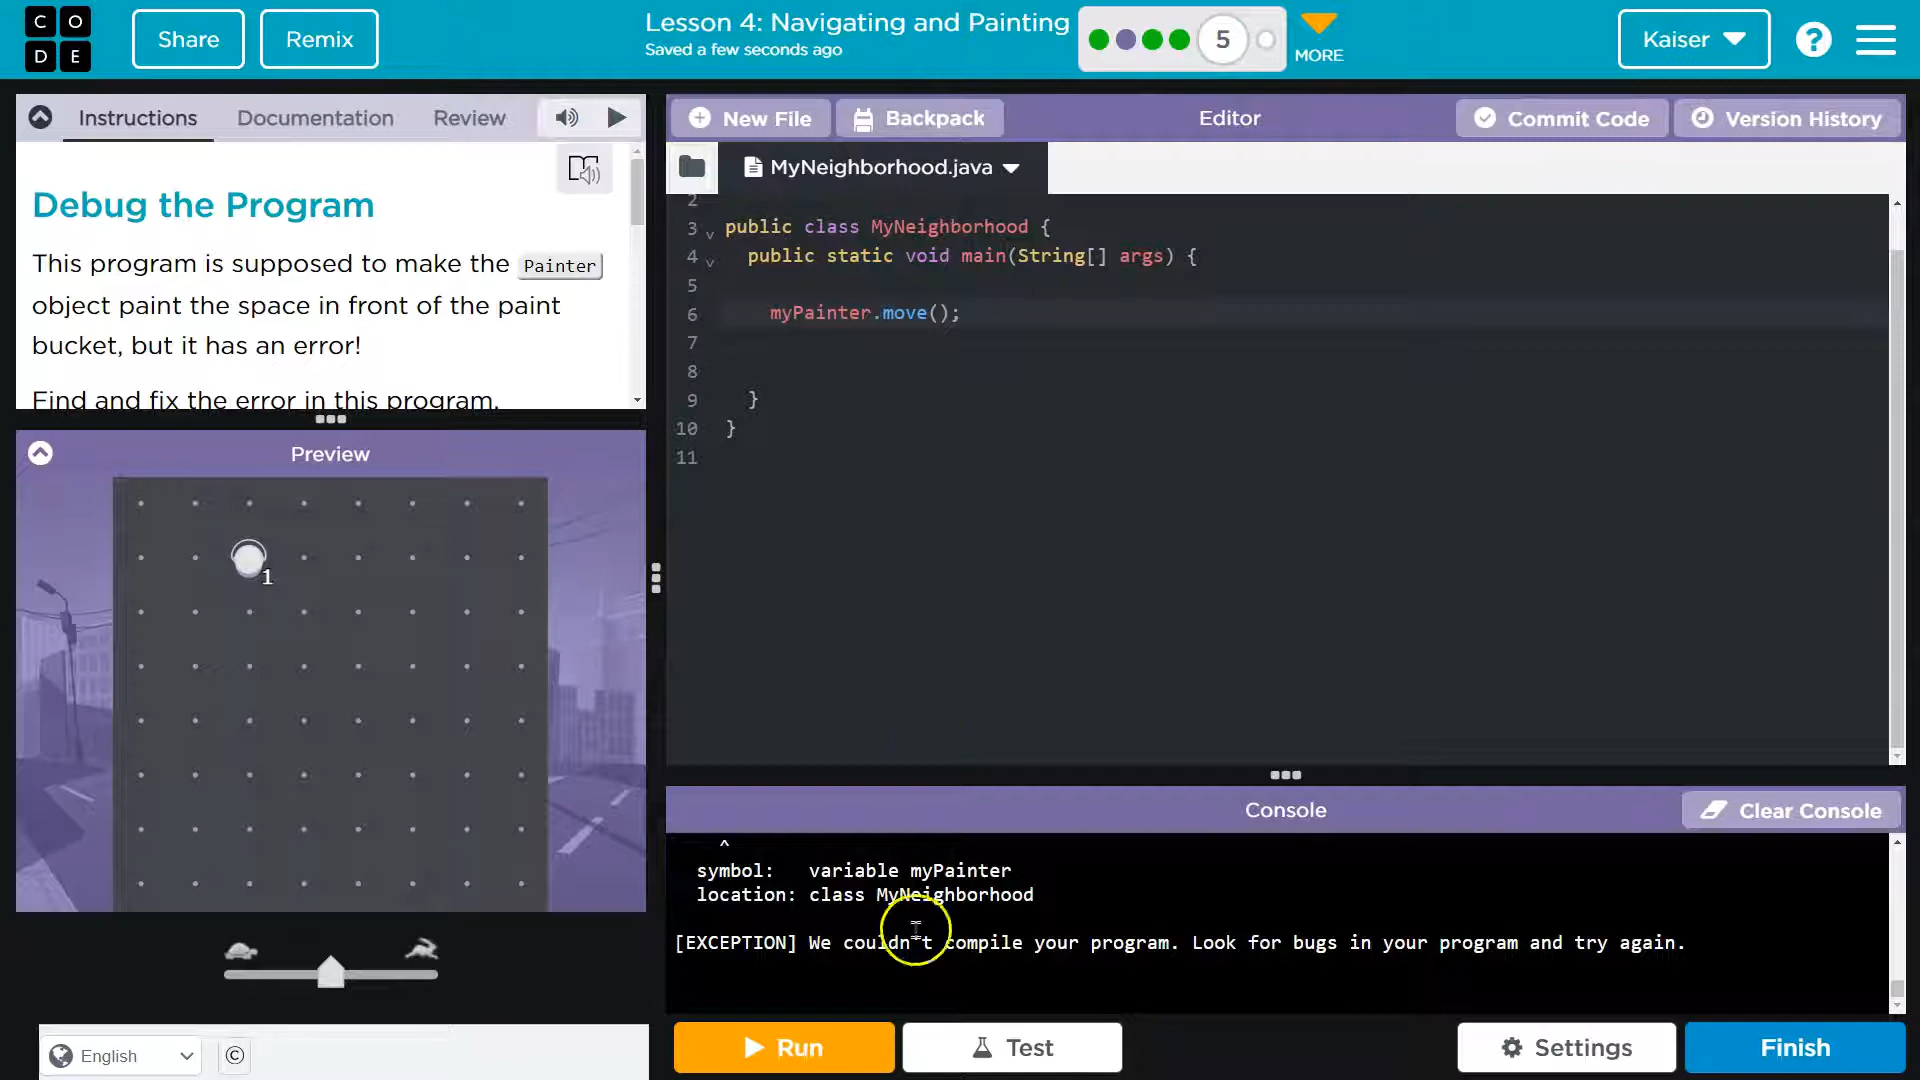 C O
D E
Share
Remix
Lesson 4: Navigating and Painting
Saved a few seconds ago
5
MORE
Kaiser
?
Instructions
Documentation
Review
New File
Backpack
Editor
Commit Code
Version History
MyNeighborhood.java
Debug the Program
This program is supposed to make the Painter
object paint the space in front of the paint
bucket, but it has an error!
Find and fix the error in this program.
2
3 public class MyNeighborhood {
4 public static void main(String[] args) {
5
6 myPainter.move();
7
8
9 }
10 }
11
Preview
1
Console
Clear Console
^
symbol: variable myPainter
location: class MyNeighborhood
[EXCEPTION] We couldn't compile your program. Look for bugs in your program and try again.
English
©
Run
Test
Settings
Finish